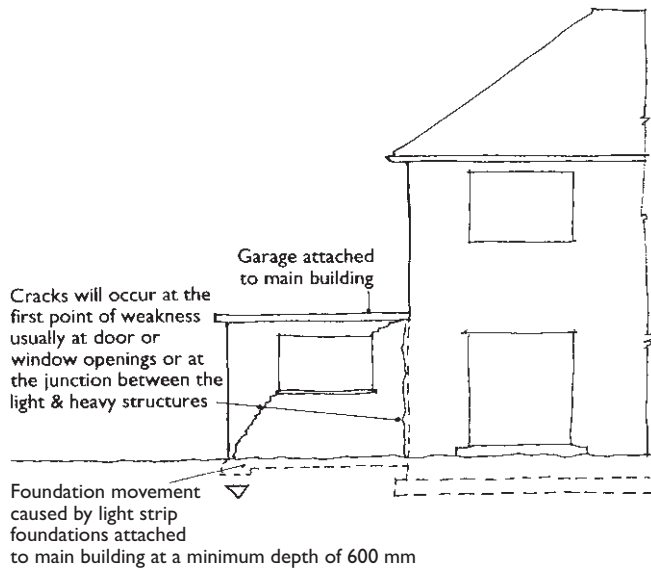 Garage attached
to main building
Cracks will occur at the
first point of weakness
usually at door or
window openings or at
the junction between the
light & heavy structures
Foundation movement
caused by light strip
foundations attached
to main building at a minimum depth of 600 mm